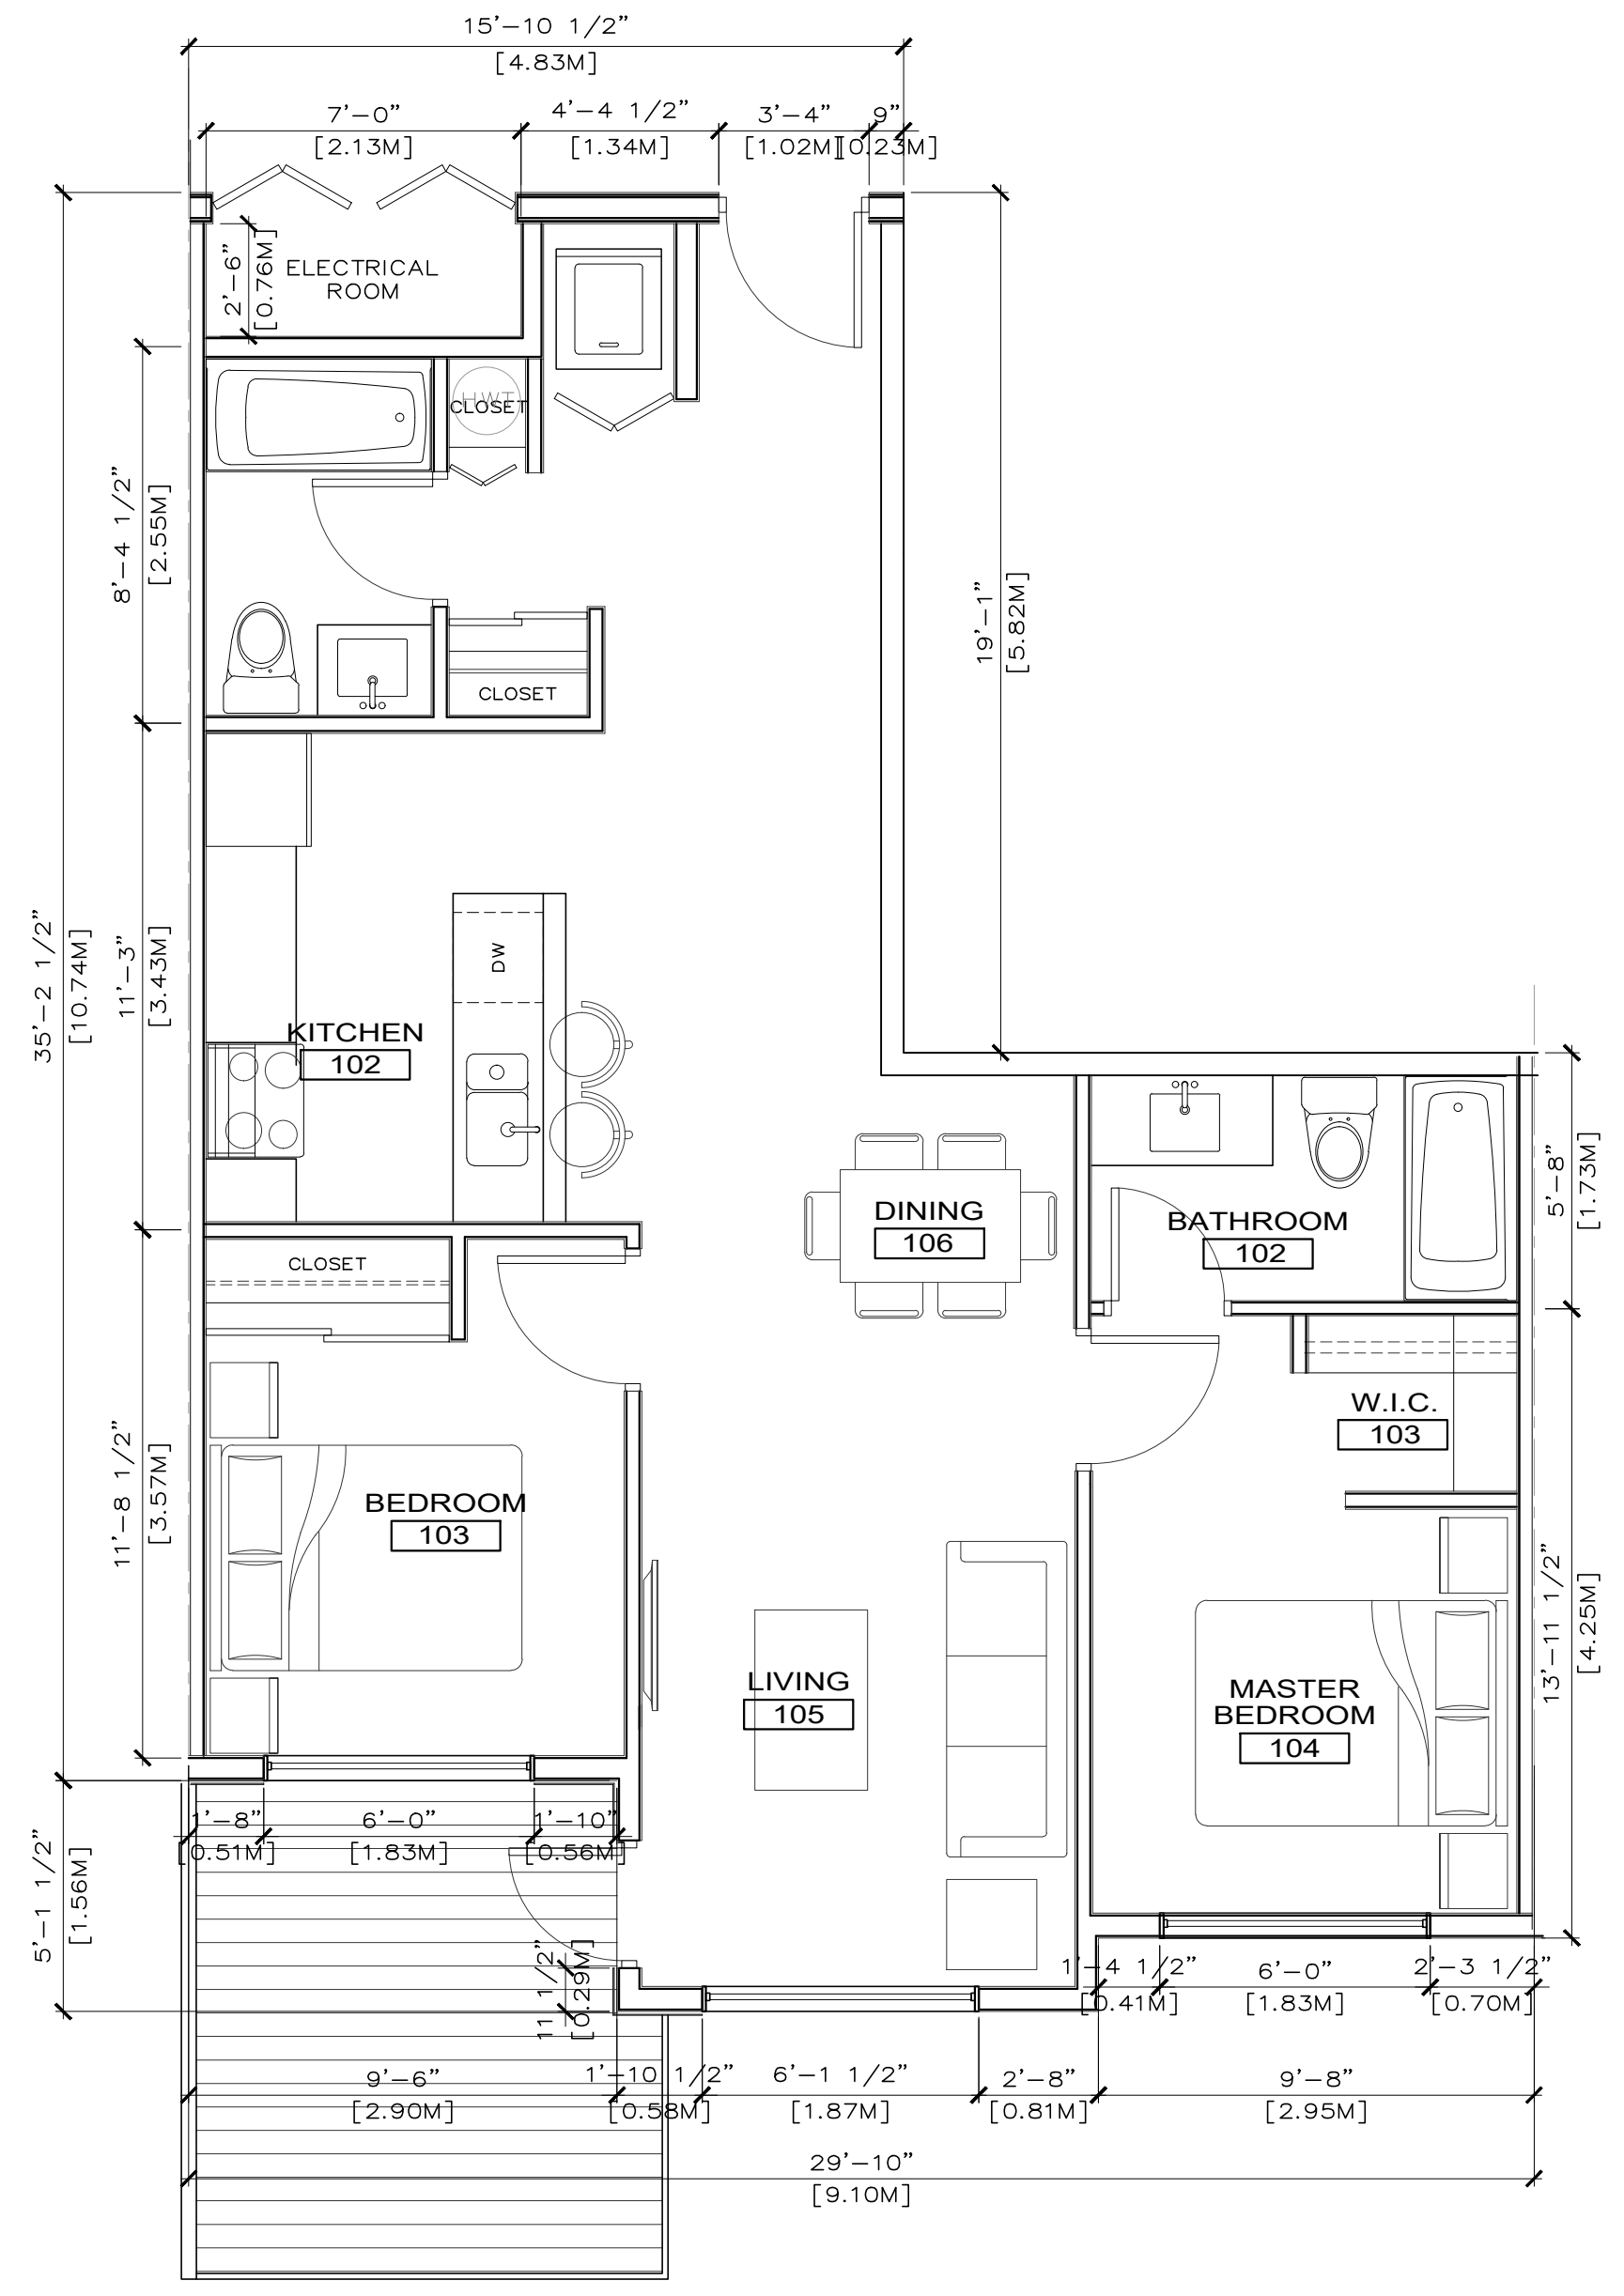 15’–10 1/2”
[4.83M]
7’–0”
[2.13M]
4’–4 1/2”
[1.34M]
3’–4”
[1.02M]
9”
[0.23M]
2’–6”
[0.76M]
ELECTRICAL
ROOM
HWT
CLOSET
8’–4 1/2”
[2.55M]
19’–1”
[5.82M]
CLOSET
35’–2 1/2”
[10.74M]
11’–3”
[3.43M]
DW
KITCHEN
102
DINING
106
BATHROOM
102
5’–8”
[1.73M]
CLOSET
W.I.C.
103
11’–8 1/2”
[3.57M]
BEDROOM
103
LIVING
105
MASTER
BEDROOM
104
13’–11 1/2”
[4.25M]
1’–8”
[0.51M]
6’–0”
[1.83M]
1’–10”
[0.56M]
5’–1 1/2”
[1.56M]
11 1/2”
[0.29M]
1’–4 1/2”
[0.41M]
6’–0”
[1.83M]
2’–3 1/2”
[0.70M]
9’–6”
[2.90M]
1’–10 1/2”
[0.58M]
6’–1 1/2”
[1.87M]
2’–8”
[0.81M]
9’–8”
[2.95M]
29’–10”
[9.10M]